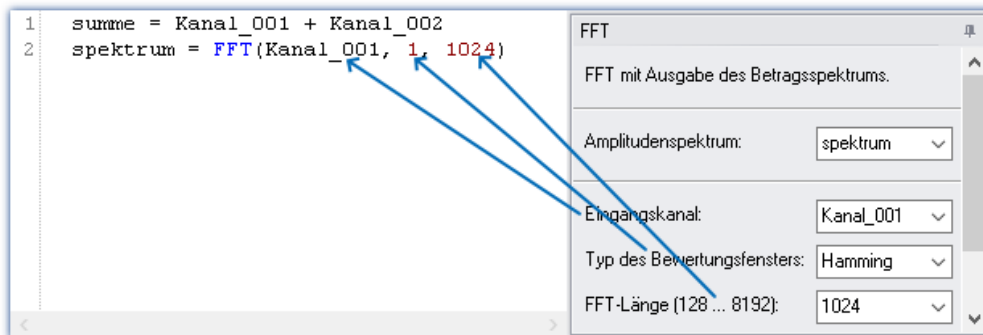 1 summe = Kanal_001 + Kanal_002
2 spektrum = FFT(Kanal_001, 1, 1024)
FFT
FFT mit Ausgabe des Betragsspektrums.
Amplitudenspektrum: spektrum
Eingangskanal: Kanal_001
Typ des Bewertungsfensters: Hamming
FFT-Länge (128 ... 8192): 1024